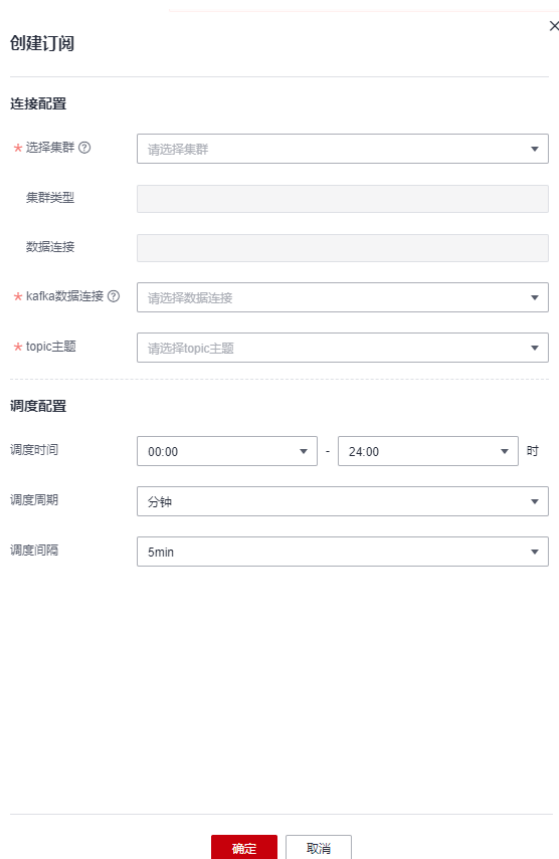 创建订阅
连接配置
* 选择集群 ? 请选择集群
集群类型
数据连接
* kafka数据连接 ? 请选择数据连接
* topic主题 请选择topic主题
调度配置
调度时间 00:00 - 24:00 时
调度周期 分钟
调度间隔 5min
确定 取消